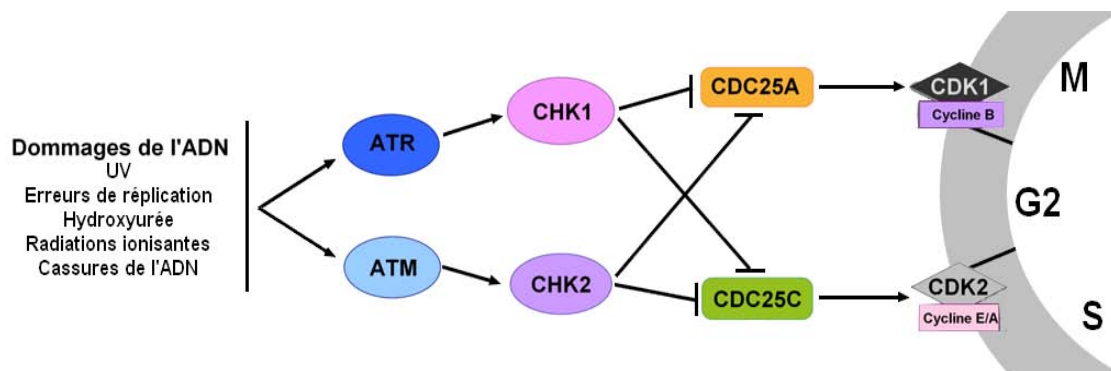 Dommages de l'ADN
UV
Erreurs de réplication
Hydroxyurée
Radiations ionisantes
Cassures de l'ADN
ATR
ATM
CHK1
CHK2
CDC25A
CDC25C
CDK1
Cycline B
CDK2
Cycline E/A
M
G2
S